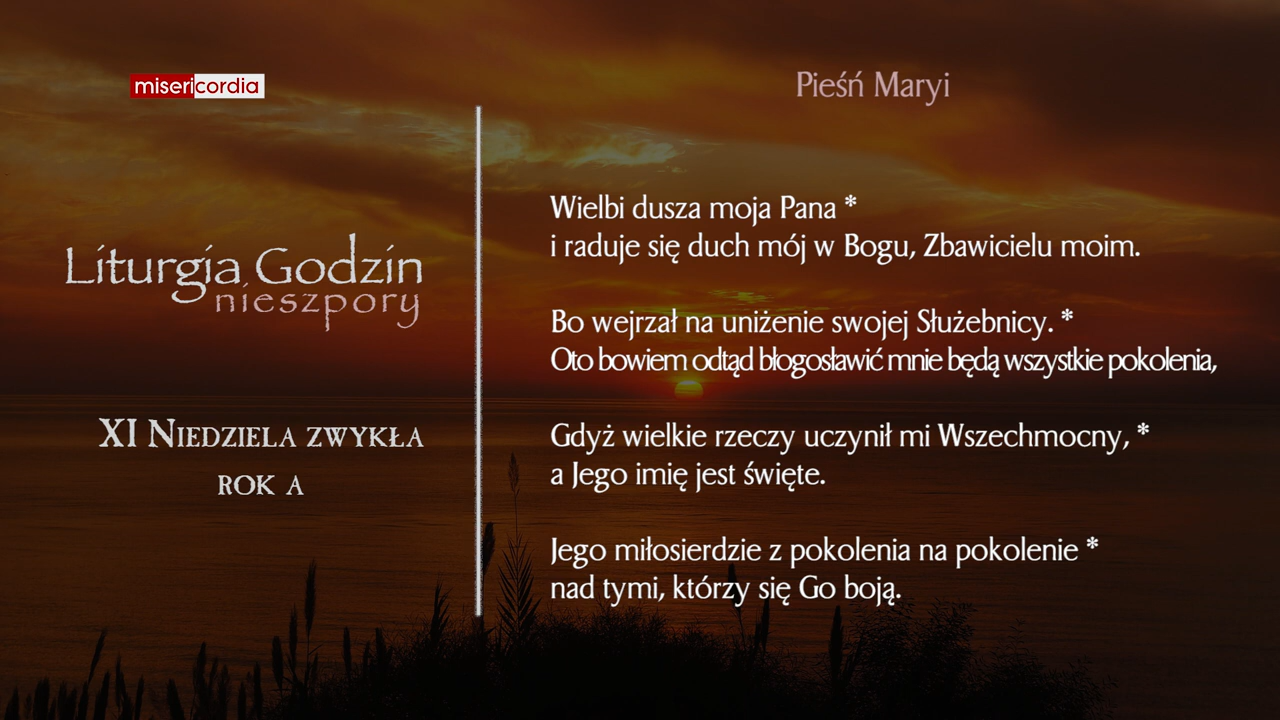 misericordia
Liturgia Godzin
nieszpory
XI Niedziela zwykła
rok A
Pieśń Maryi
Wielbi dusza moja Pana *
i raduje się duch mój w Bogu, Zbawicielu moim.
Bo wejrzał na uniżenie swojej Służebnicy. *
Oto bowiem odtąd błogosławić mnie będą wszystkie pokolenia,
Gdyż wielkie rzeczy uczynił mi Wszechmocny, *
a Jego imię jest święte.
Jego miłosierdzie z pokolenia na pokolenie *
nad tymi, którzy się Go boją.